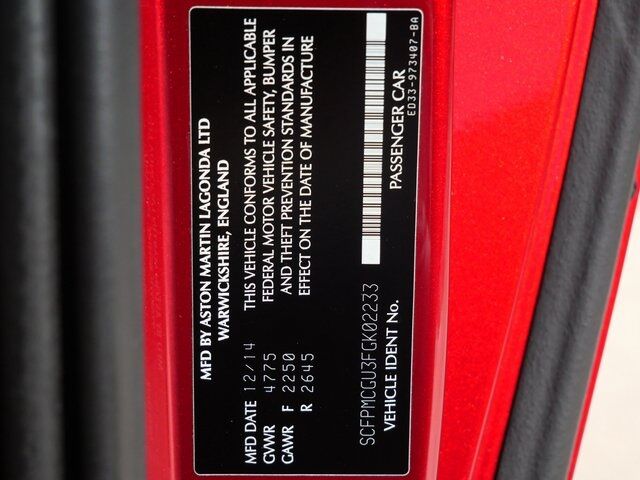 MFD BY ASTON MARTIN LAGONDA LTD
WARWICKSHIRE, ENGLAND
MFD DATE 12/14 THIS VEHICLE CONFORMS TO ALL APPLICABLE
GVWR 4775 FEDERAL MOTOR VEHICLE SAFETY, BUMPER
GAWR F 2250 AND THEFT PREVENTION STANDARDS IN
R 2645 EFFECT ON THE DATE OF MANUFACTURE
SCFPMCGU3FGK02233
VEHICLE IDENT No. PASSENGER CAR
ED33-973407-BA